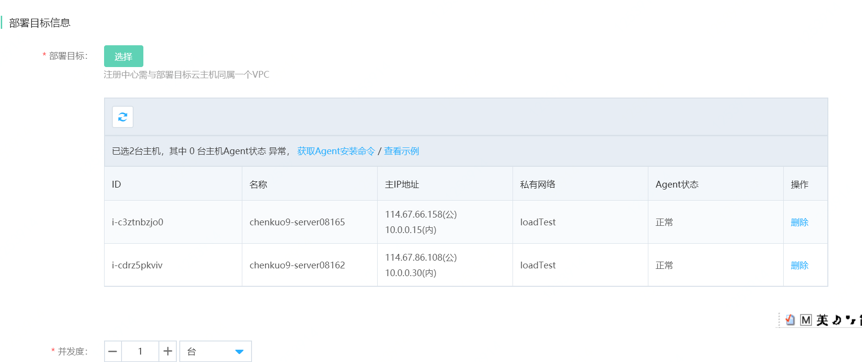 部署目标信息
* 部署目标： 选择
注册中心需与部署目标云主机同属一个VPC
已选2台主机，其中 0 台主机Agent状态 异常， 获取Agent安装命令 / 查看示例
ID 名称 主IP地址 私有网络 Agent状态 操作
i-c3ztnbzjo0 chenkuo9-server08165 114.67.66.158(公) loadTest 正常 删除
10.0.0.15(内)
i-cdrz5pkviv chenkuo9-server08162 114.67.86.108(公) loadTest 正常 删除
10.0.0.30(内)
M 英
* 并发度： 1 台